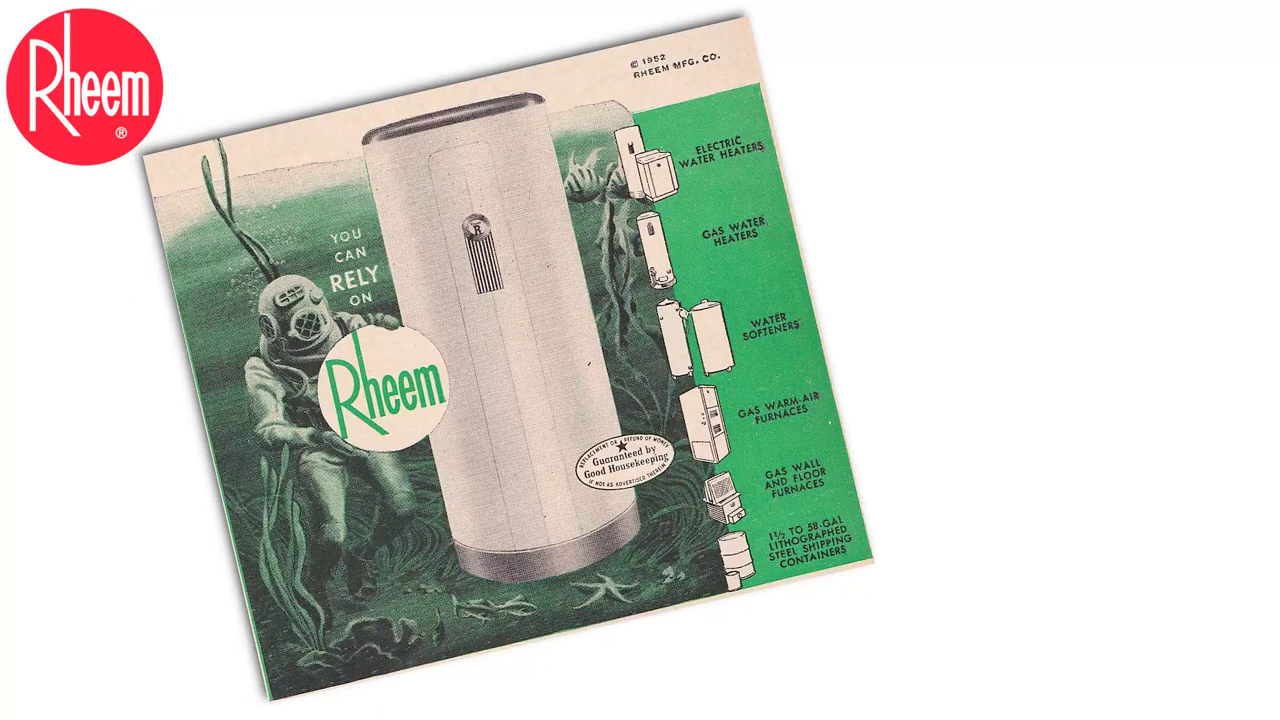 Rheem
®
© 1952
RHEEM MFG. CO.
ELECTRIC
WATER HEATERS
GAS WATER
HEATERS
YOU
CAN
RELY
ON
Rheem
R
WATER
SOFTENERS
GAS WARM-AIR
FURNACES
REPLACEMENT OR REFUND OF MONEY
Guaranteed by
Good Housekeeping
IF NOT AS ADVERTISED THEREIN
GAS WALL
AND FLOOR
FURNACES
1½ TO 58-GAL
LITHOGRAPHED
STEEL SHIPPING
CONTAINERS